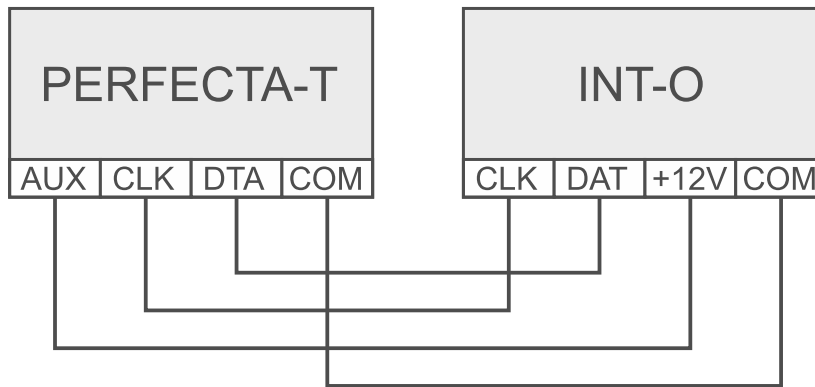 PERFECTA-T INT-O
AUX CLK DTA COM CLK DAT +12V COM